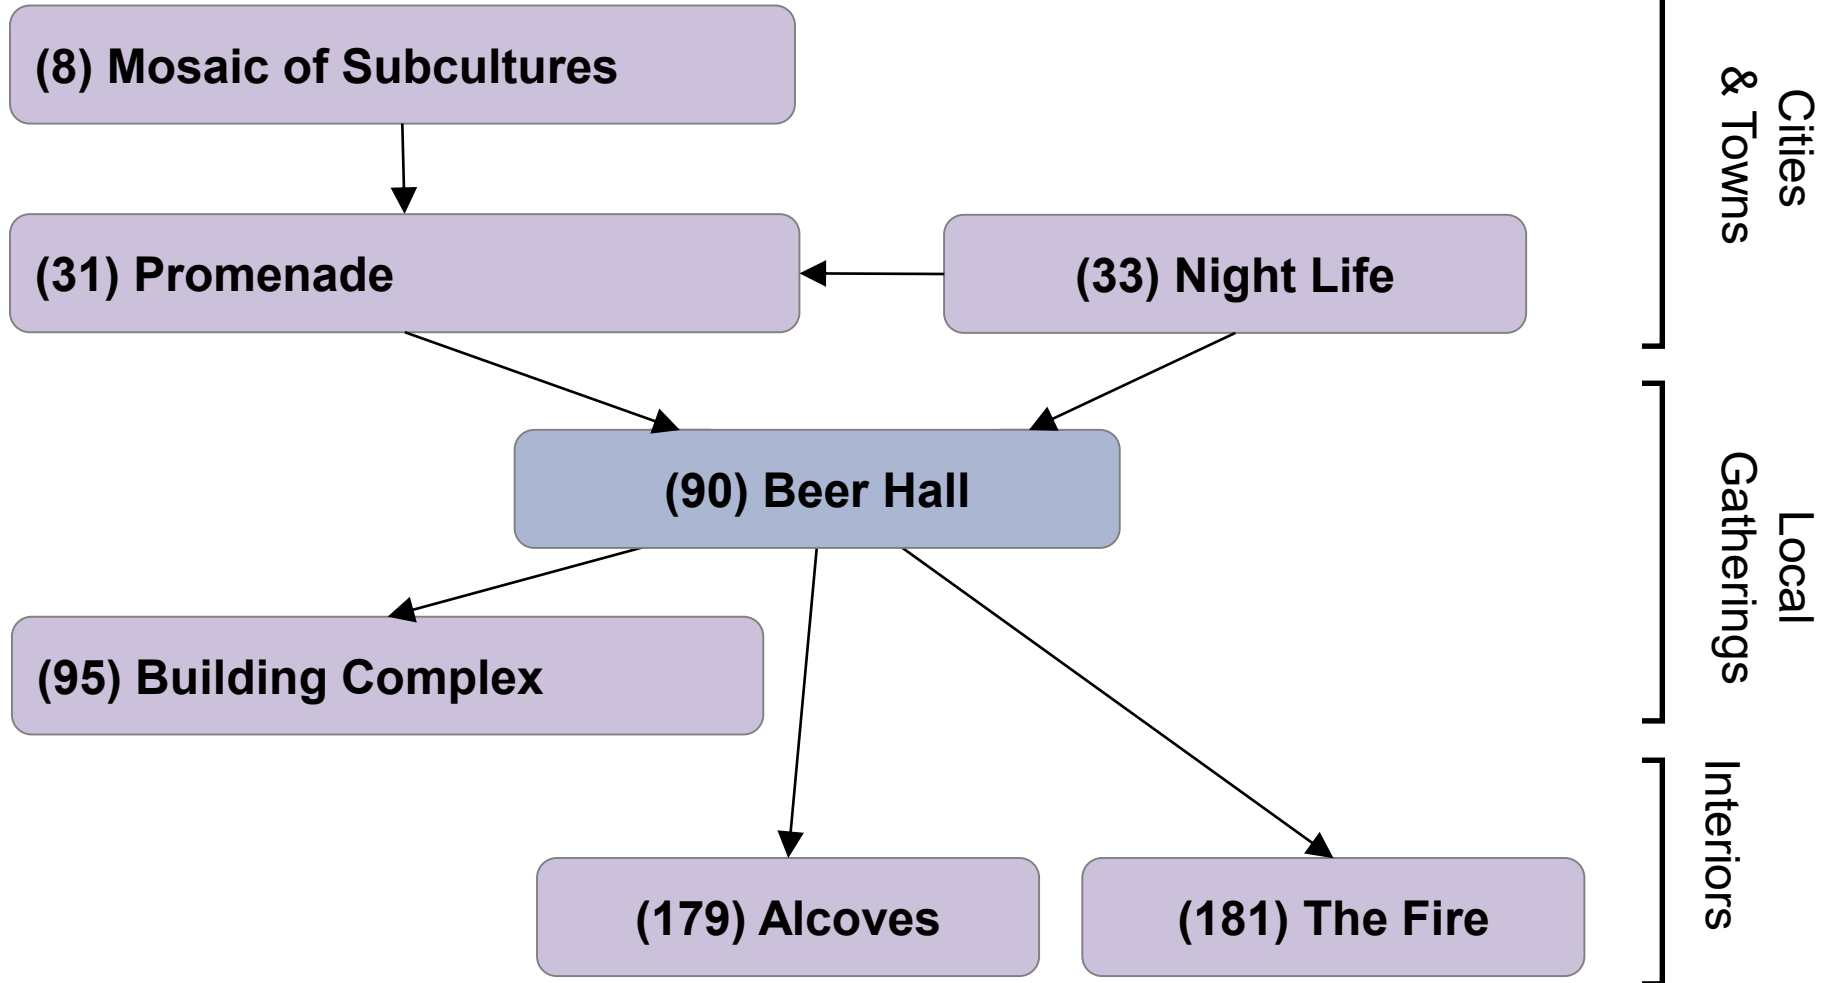 (8) Mosaic of Subcultures
(31) Promenade
(33) Night Life
Cities
& Towns
(90) Beer Hall
(95) Building Complex
Local
Gatherings
(179) Alcoves
(181) The Fire
Interiors